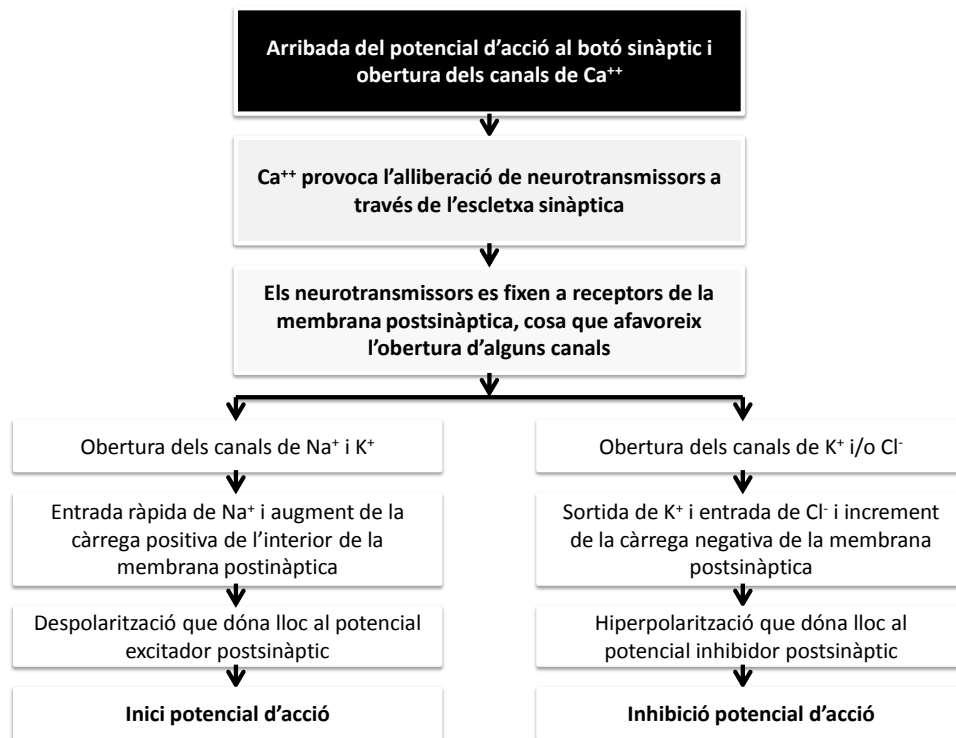 Arribada del potencial d’acció al botó sinàptic i
obertura dels canals de Ca⁺⁺
Ca⁺⁺ provoca l’alliberació de neurotransmissors a
través de l’escletxa sinàptica
Els neurotransmissors es fixen a receptors de la
membrana postsinàptica, cosa que afavoreix
l’obertura d’alguns canals
Obertura dels canals de Na⁺ i K⁺
Entrada ràpida de Na⁺ i augment de la
càrrega positiva de l’interior de la
membrana postinàptica
Despolarització que dóna lloc al potencial
excitador postsinàptic
Inici potencial d’acció
Obertura dels canals de K⁺ i/o Cl⁻
Sortida de K⁺ i entrada de Cl⁻ i increment
de la càrrega negativa de la membrana
postsinàptica
Hiperpolarització que dóna lloc al
potencial inhibidor postsinàptic
Inhibició potencial d’acció